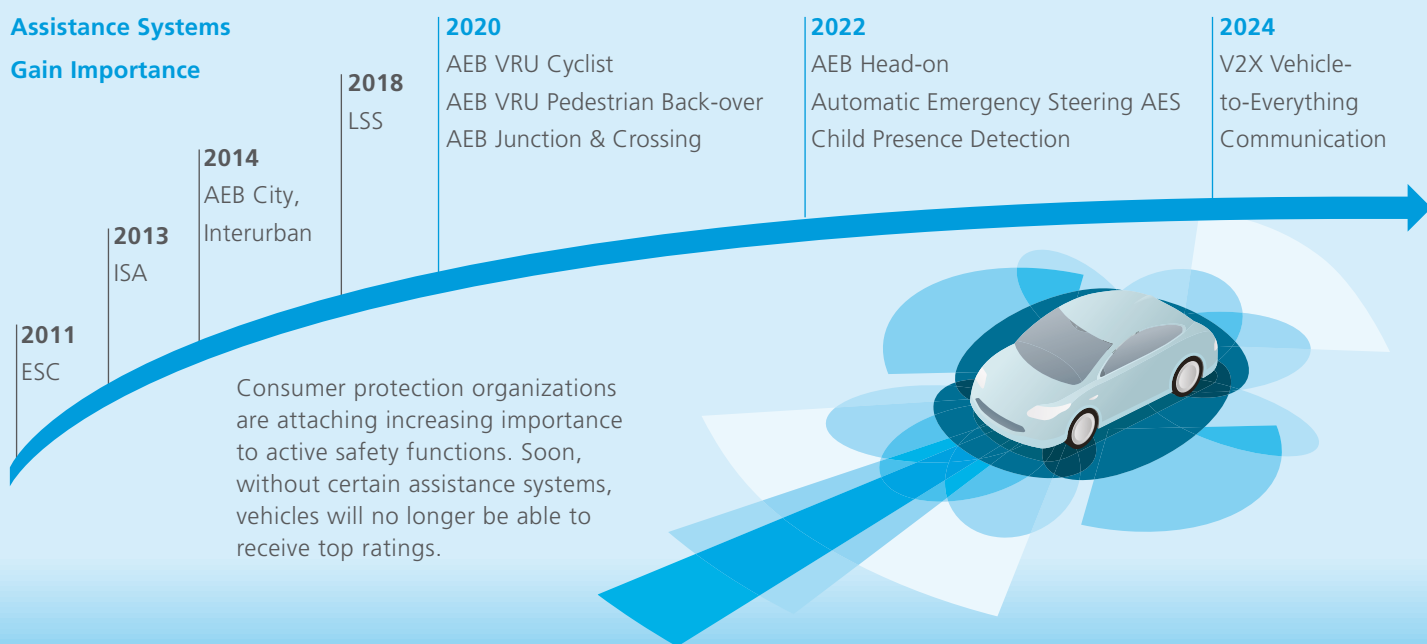 Assistance Systems
Gain Importance
2011
ESC
2013
ISA
2014
AEB City,
Interurban
2018
LSS
2020
AEB VRU Cyclist
AEB VRU Pedestrian Back-over
AEB Junction & Crossing
2022
AEB Head-on
Automatic Emergency Steering AES
Child Presence Detection
2024
V2X Vehicle-
to-Everything
Communication
Consumer protection organizations
are attaching increasing importance
to active safety functions. Soon,
without certain assistance systems,
vehicles will no longer be able to
receive top ratings.